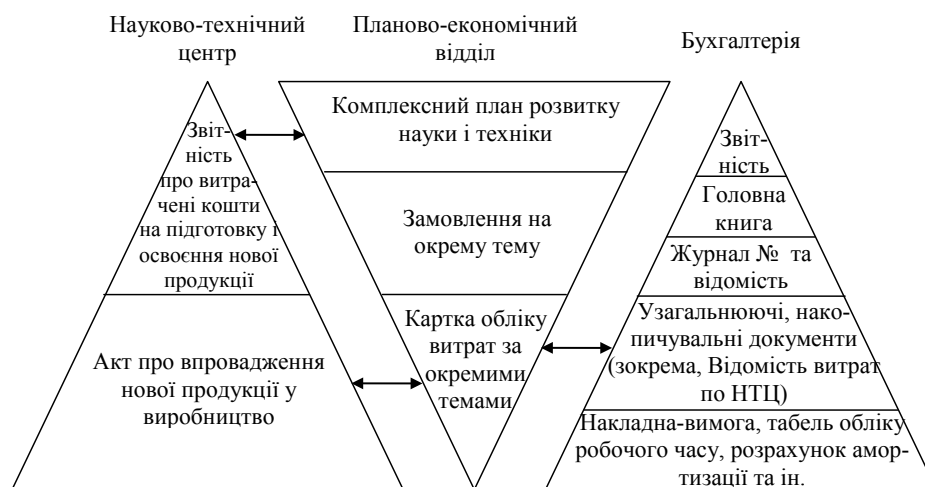 Науково-технічний
центр
Планово-економічний
відділ
Бухгалтерія
Звіт-
ність
про витра-
чені кошти
на підготовку і
освоєння нової
продукції
Акт про впровадження
нової продукції у
виробництво
Комплексний план розвитку
науки і техніки
Замовлення на
окрему тему
Картка обліку
витрат за
окремими
темами
Звіт-
ність
Головна
книга
Журнал № та
відомість
Узагальнюючі, нако-
пичувальні документи
(зокрема, Відомість витрат
по НТЦ)
Накладна-вимога, табель обліку
робочого часу, розрахунок амор-
тизації та ін.